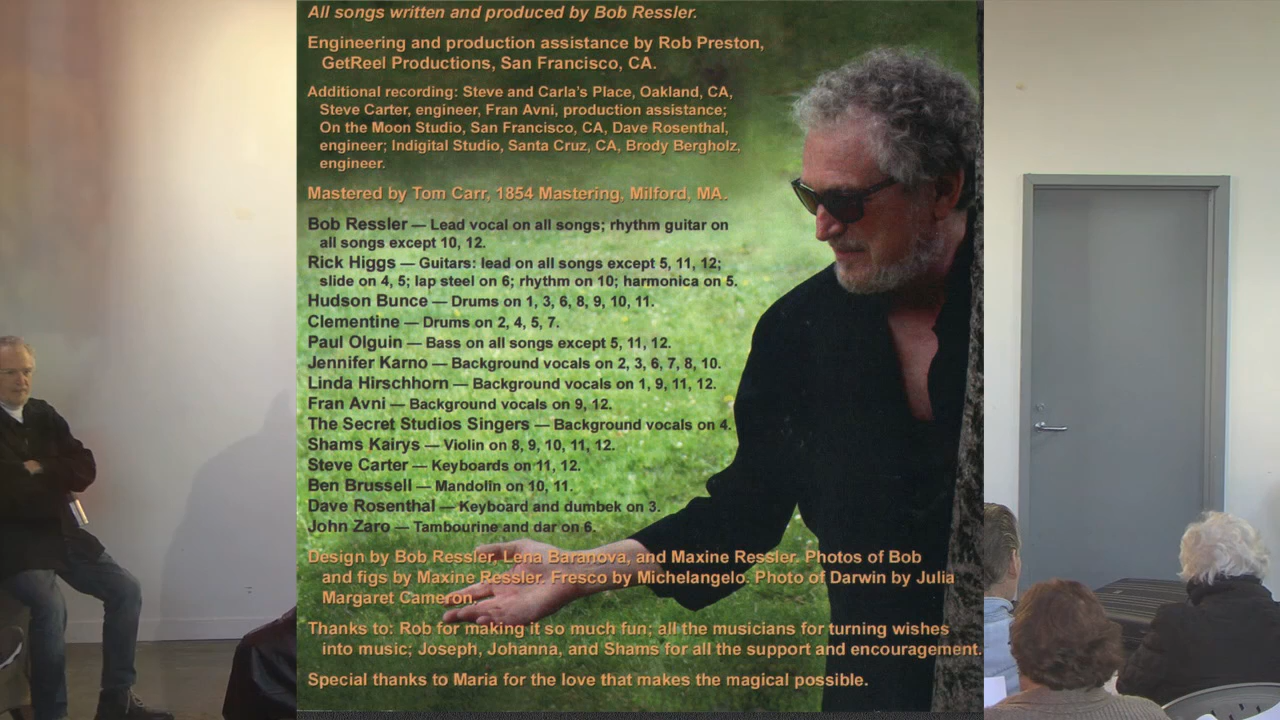 All songs written and produced by Bob Ressler.
Engineering and production assistance by Rob Preston,
GetReel Productions, San Francisco, CA.
Additional recording: Steve and Carla's Place, Oakland, CA,
Steve Carter, engineer, Fran Avni, production assistance;
On the Moon Studio, San Francisco, CA, Dave Rosenthal,
engineer; Indigital Studio, Santa Cruz, CA, Brody Bergholz,
engineer.
Mastered by Tom Carr, 1854 Mastering, Milford, MA.
Bob Ressler — Lead vocal on all songs; rhythm guitar on
all songs except 10, 12.
Rick Higgs — Guitars: lead on all songs except 5, 11, 12;
slide on 4, 5; lap steel on 6; rhythm on 10; harmonica on 5.
Hudson Bunce — Drums on 1, 3, 6, 8, 9, 10, 11.
Clementine — Drums on 2, 4, 5, 7.
Paul Olguin — Bass on all songs except 5, 11, 12.
Jennifer Karno — Background vocals on 2, 3, 6, 7, 8, 10.
Linda Hirschhorn — Background vocals on 1, 9, 11, 12.
Fran Avni — Background vocals on 9, 12.
The Secret Studios Singers — Background vocals on 4.
Shams Kairys — Violin on 8, 9, 10, 11, 12.
Steve Carter — Keyboards on 11, 12.
Ben Brussell — Mandolin on 10, 11.
Dave Rosenthal — Keyboard and dumbek on 3.
John Zaro — Tambourine and dar on 6.
Design by Bob Ressler, Lena Baranova, and Maxine Ressler. Photos of Bob
and figs by Maxine Ressler. Fresco by Michelangelo. Photo of Darwin by Julia
Margaret Cameron.
Thanks to: Rob for making it so much fun; all the musicians for turning wishes
into music; Joseph, Johanna, and Shams for all the support and encouragement.
Special thanks to Maria for the love that makes the magical possible.